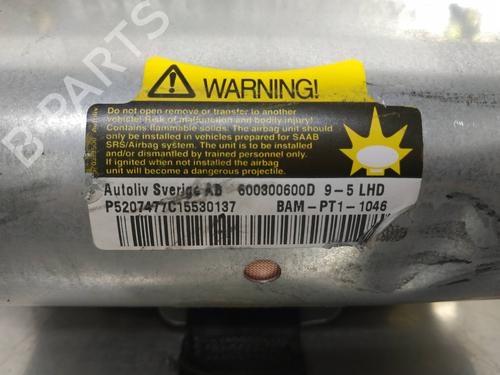 B-PARTS
WARNING!
Do not open remove or transfer to another
vehicle! Risk of malfunction and bodily injury!
Contains flammable solids. The airbag unit should
only be installed in vehicles prepared for SAAB
SRS/Airbag system. The unit is to be installed
and/or dismantled by trained personnel only.
If ignited when not installed the airbag
unit will become a dangerous projectile.
Autoliv Sverige AB 600300600D 9-5 LHD
P5207477C15530137 BAM-PT1-1046